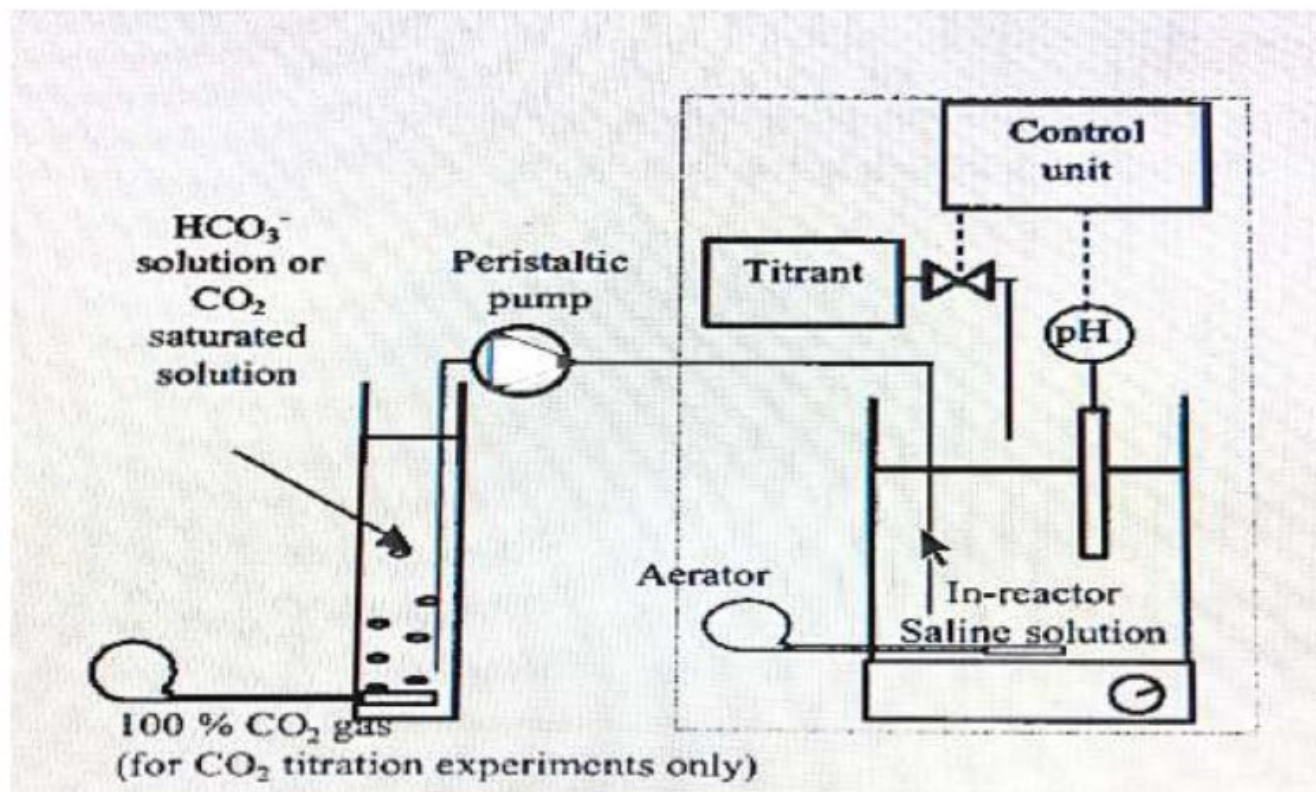 HCO₃⁻
solution or
CO₂
saturated
solution
Peristaltic
pump
Control
unit
Titrant
pH
Aerator
In-reactor
Saline solution
100 % CO₂ gas
(for CO₂ titration experiments only)